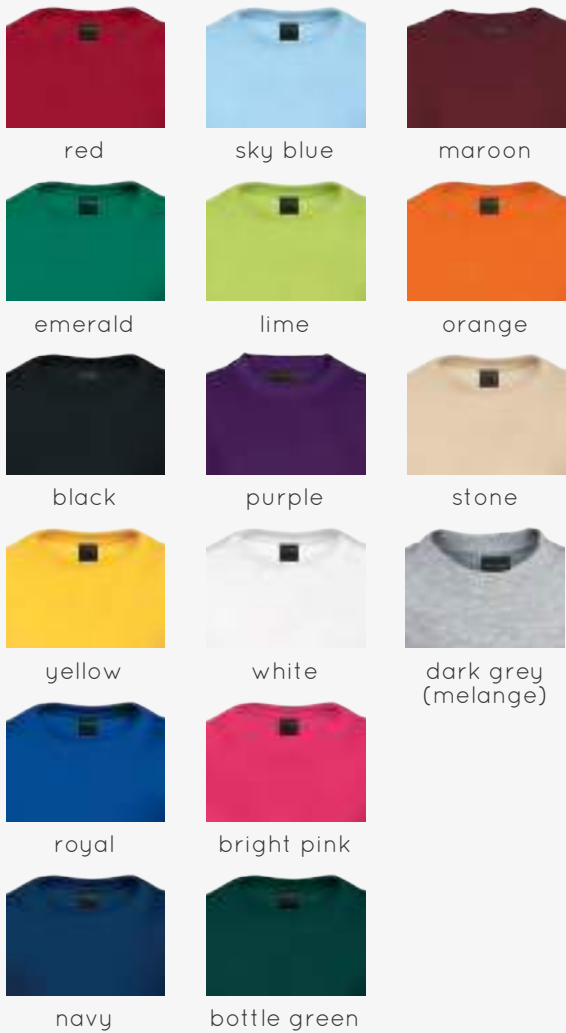 red
sky blue
maroon
emerald
lime
orange
black
purple
stone
yellow
white
dark grey
(melange)
royal
bright pink
navy
bottle green